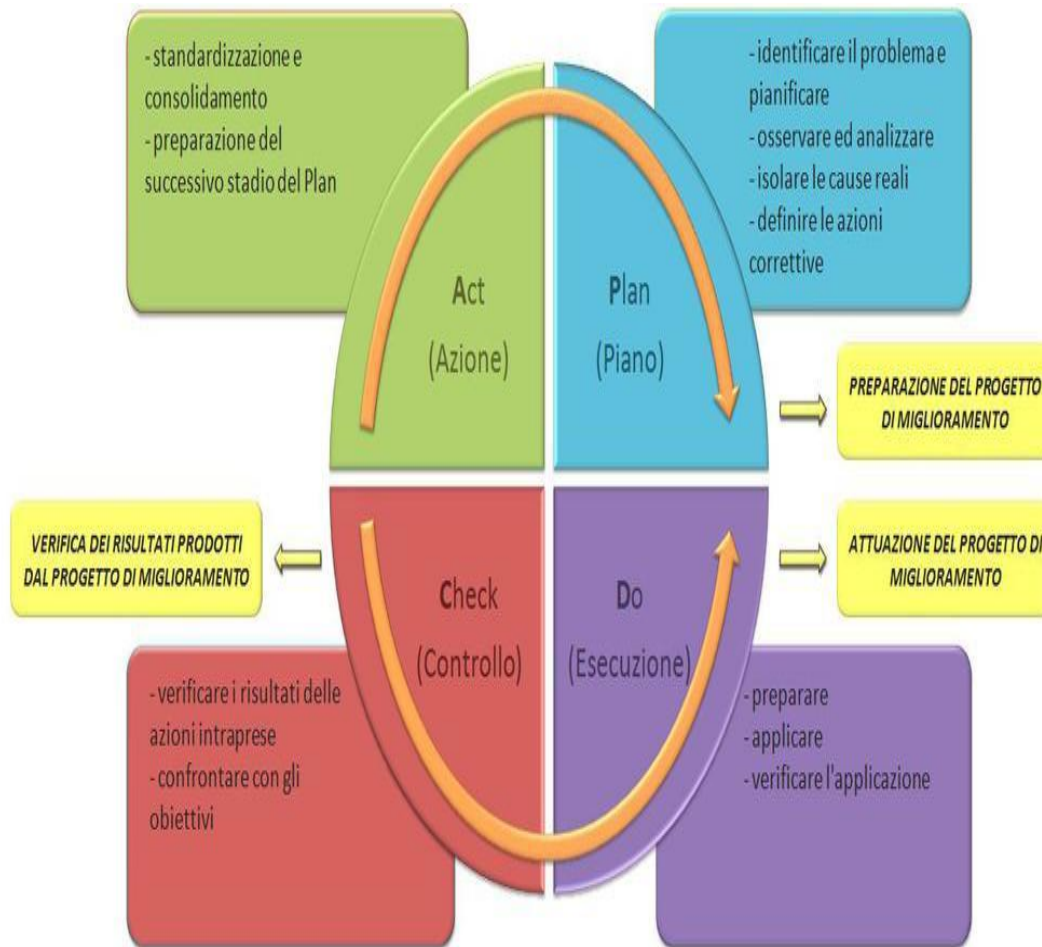 - standardizzazione e
consolidamento
- preparazione del
successivo stadio del Plan
- identificare il problema e
pianificare
- osservare ed analizzare
- isolare le cause reali
- definire le azioni
correttive
Act
(Azione)
Plan
(Piano)
PREPARAZIONE DEL PROGETTO
DI MIGLIORAMENTO
VERIFICA DEI RISULTATI PRODOTTI
DAL PROGETTO DI MIGLIORAMENTO
Check
(Controllo)
Do
(Esecuzione)
ATTUAZIONE DEL PROGETTO DI
MIGLIORAMENTO
- verificare i risultati delle
azioni intraprese
- confrontare con gli
obiettivi
- preparare
- applicare
- verificare l'applicazione